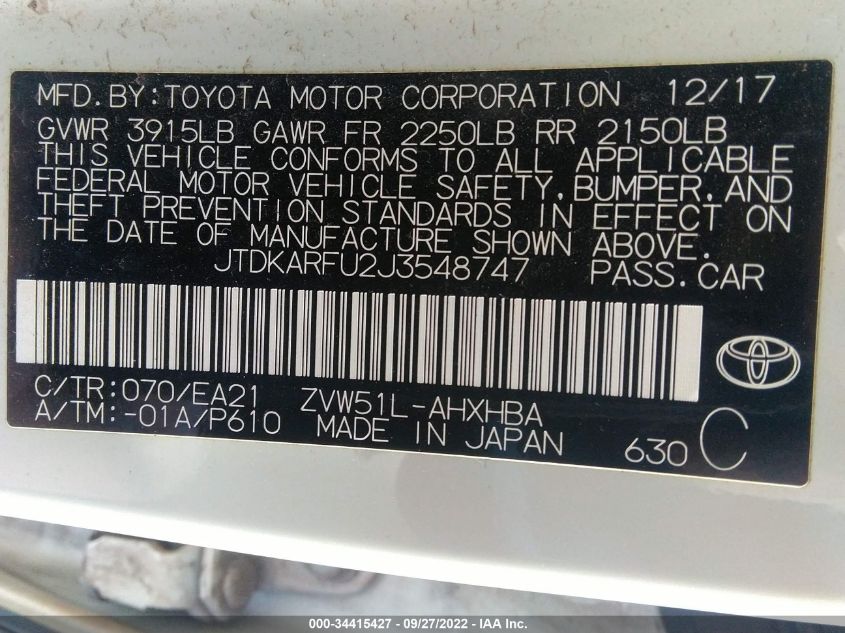 MFD.BY:TOYOTA MOTOR CORPORATION 12/17
GVWR 3915LB GAWR FR 2250LB RR 2150LB
THIS VEHICLE CONFORMS TO ALL APPLICABLE
FEDERAL MOTOR VEHICLE SAFETY,BUMPER,AND
THEFT PREVENTION STANDARDS IN EFFECT ON
THE DATE OF MANUFACTURE SHOWN ABOVE.
JTDKARFU2J3548747 PASS.CAR
C/TR:070/EA21 ZVW51L-AHXHBA
A/TM:-01A/P610 MADE IN JAPAN 630 C
000-34415427 - 09/27/2022 - IAA Inc.